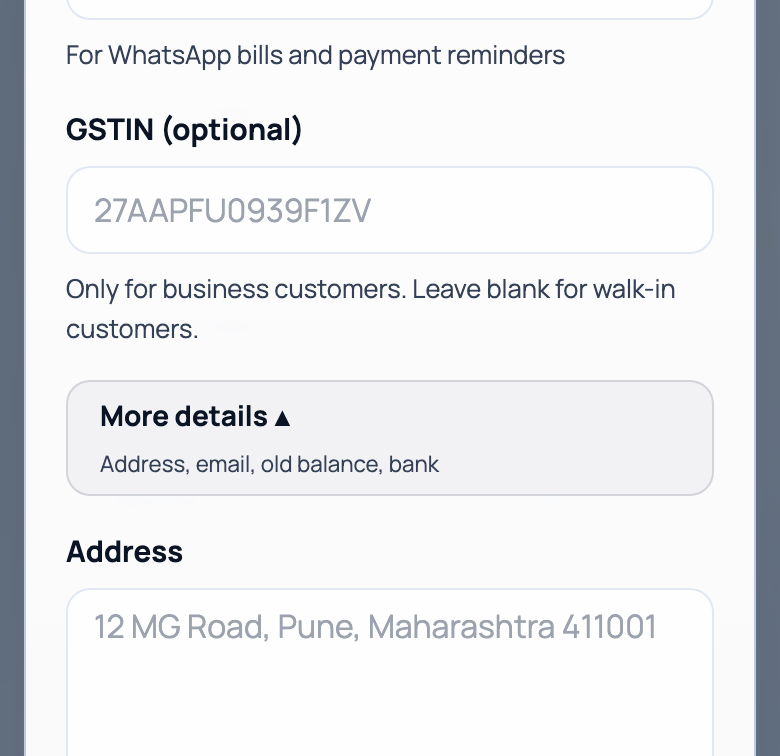 For WhatsApp bills and payment reminders
GSTIN (optional)
27AAPFU0939F1ZV
Only for business customers. Leave blank for walk-in
customers.
More details ▲
Address, email, old balance, bank
Address
12 MG Road, Pune, Maharashtra 411001